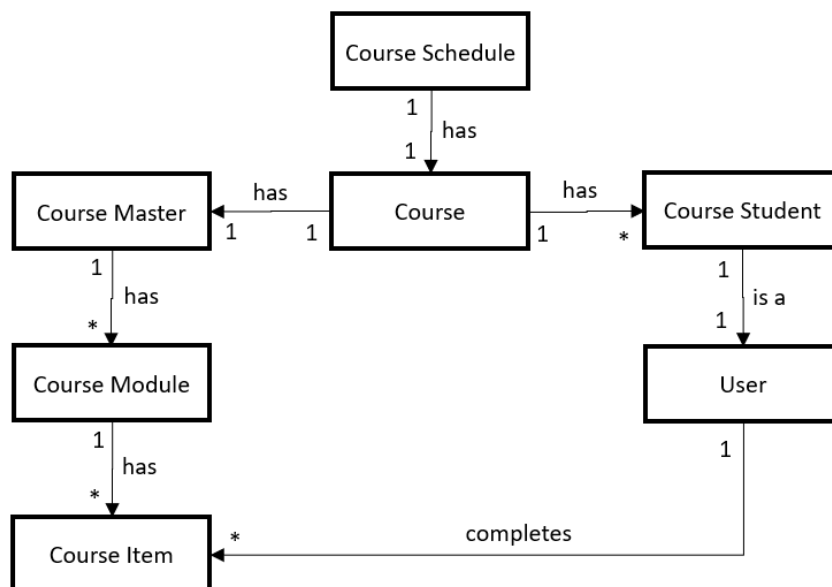 Course Schedule
1
has
1
Course Master
has
1
1
Course
has
1
*
Course Student
1
has
*
1
is a
1
Course Module
User
1
has
*
1
Course Item
*
completes